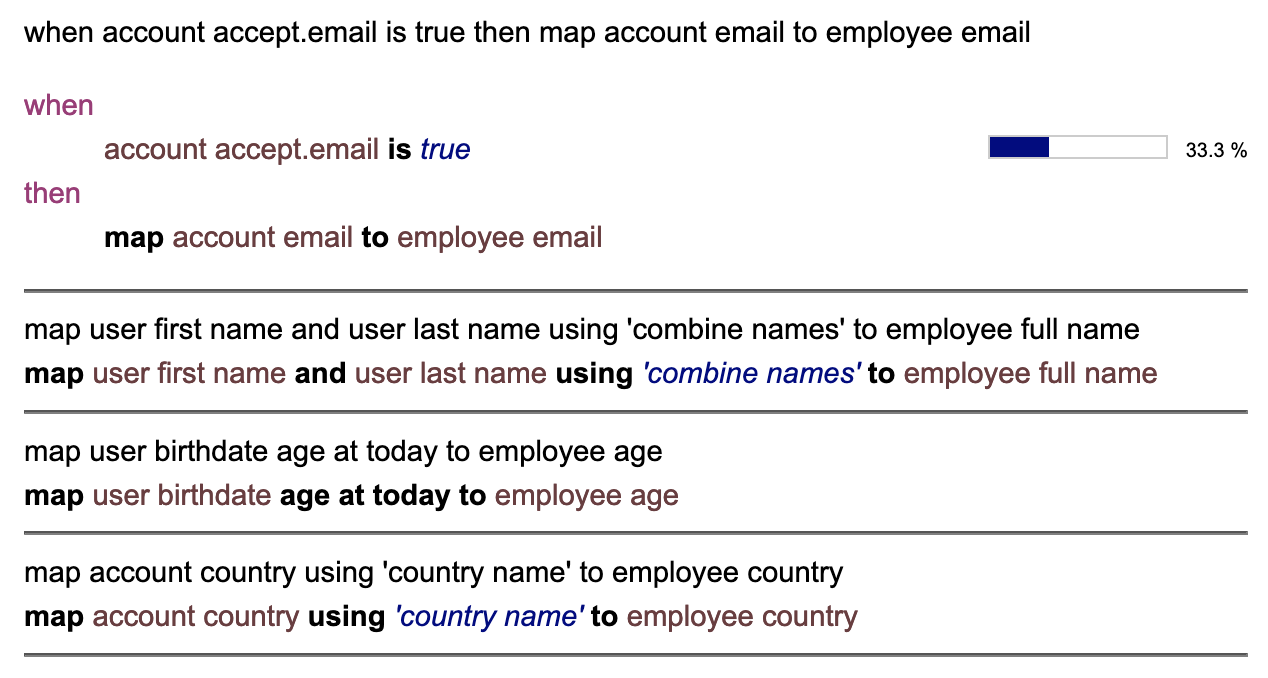 when account accept.email is true then map account email to employee email
when
account accept.email is true 33.3 %
then
map account email to employee email
map user first name and user last name using 'combine names' to employee full name
map user first name and user last name using 'combine names' to employee full name
map user birthdate age at today to employee age
map user birthdate age at today to employee age
map account country using 'country name' to employee country
map account country using 'country name' to employee country